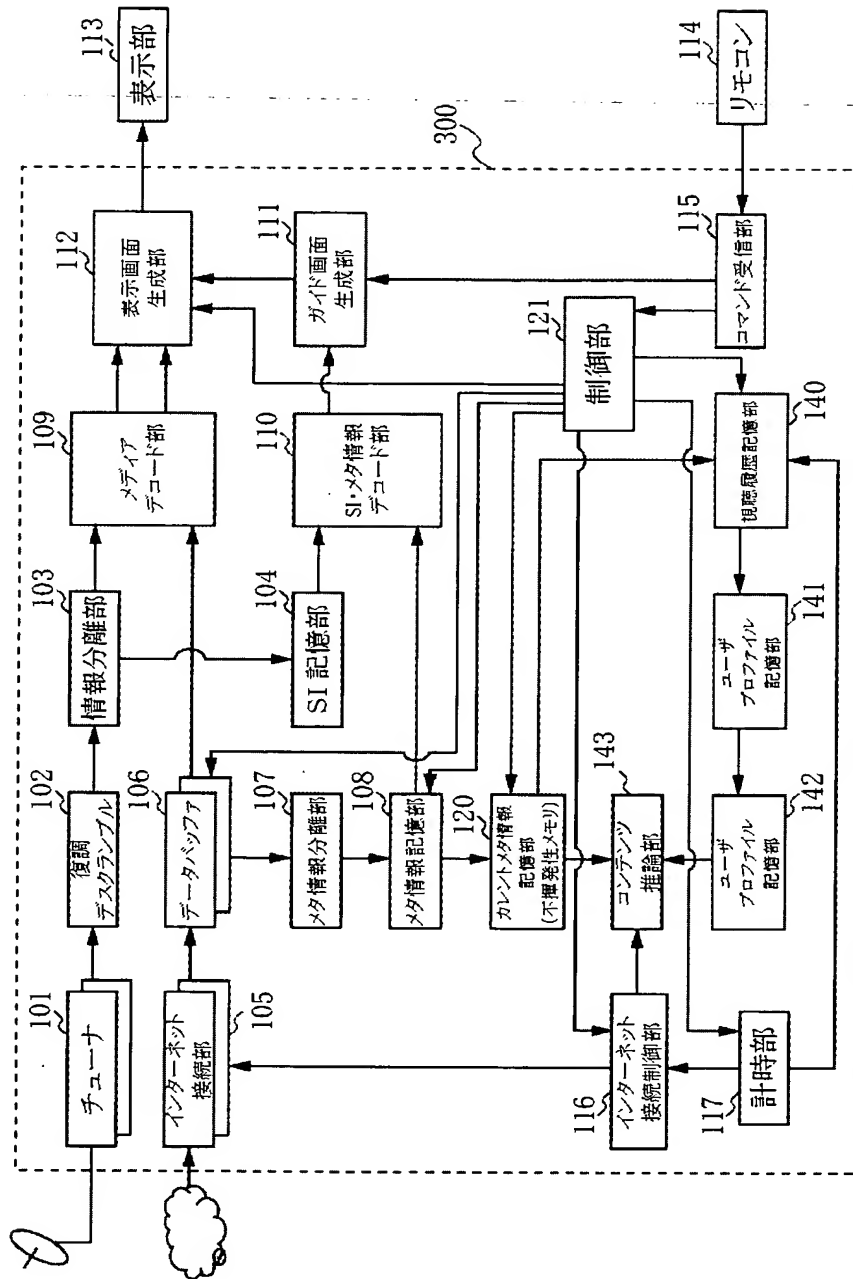 101
チューナ
102
復調
デスクランブル
103
情報分離部
109
メディア
デコード部
112
表示画面
生成部
113
表示部
105
インターネット
接続部
106
データバッファ
104
SI記憶部
107
メタ情報分離部
108
メタ情報記憶部
110
SI・メタ情報
デコード部
111
ガイド画面
生成部
300
120
カレントメタ情報
記憶部
(不揮発性メモリ)
121
制御部
116
インターネット
接続制御部
143
コンテンツ
推論部
115
コマンド受信部
114
リモコン
117
計時部
142
ユーザ
プロファイル
記憶部
141
ユーザ
プロファイル
記憶部
140
視聴履歴記憶部